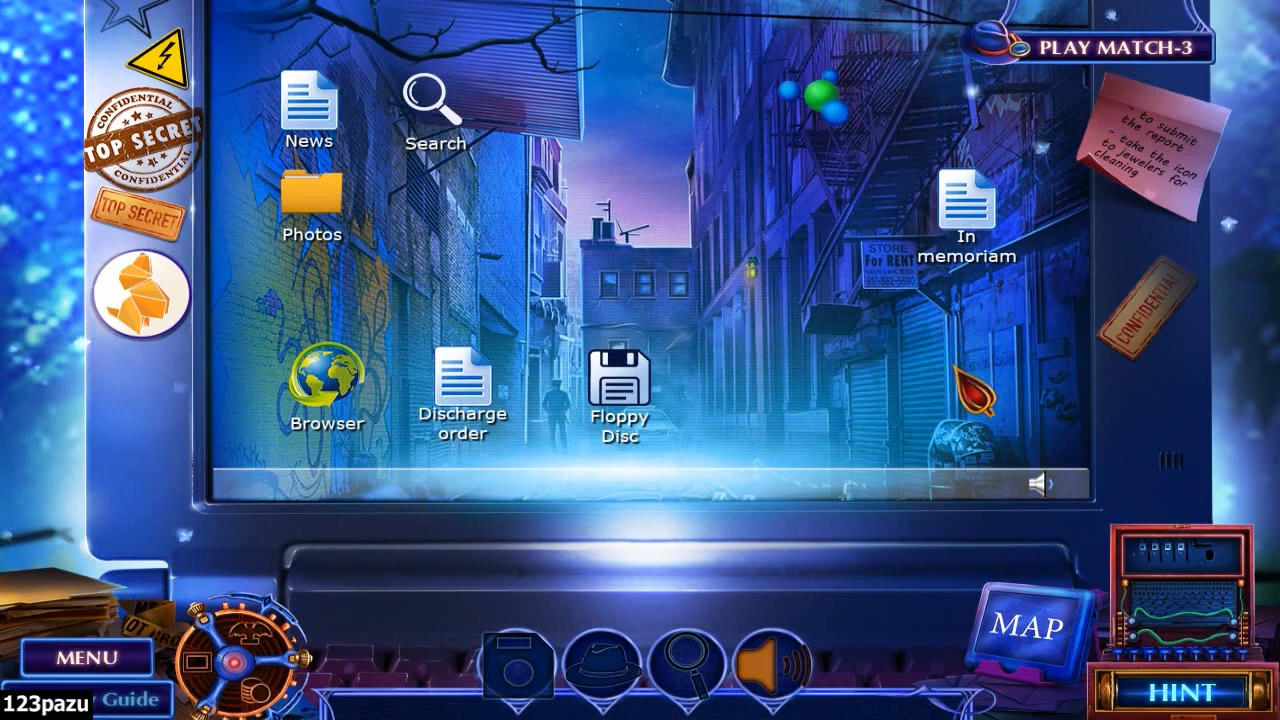 PLAY MATCH-3
CONFIDENTIAL
TOP SECRET
CONFIDENTIAL
TOP SECRET
News
Search
Photos
In
memoriam
STORE
For RENT
to submit
the report
- take the icon
to jewelers for
cleaning
CONFIDENTIAL
Browser
Discharge
order
Floppy
Disc
MAP
MENU
Guide
123pazu
HINT